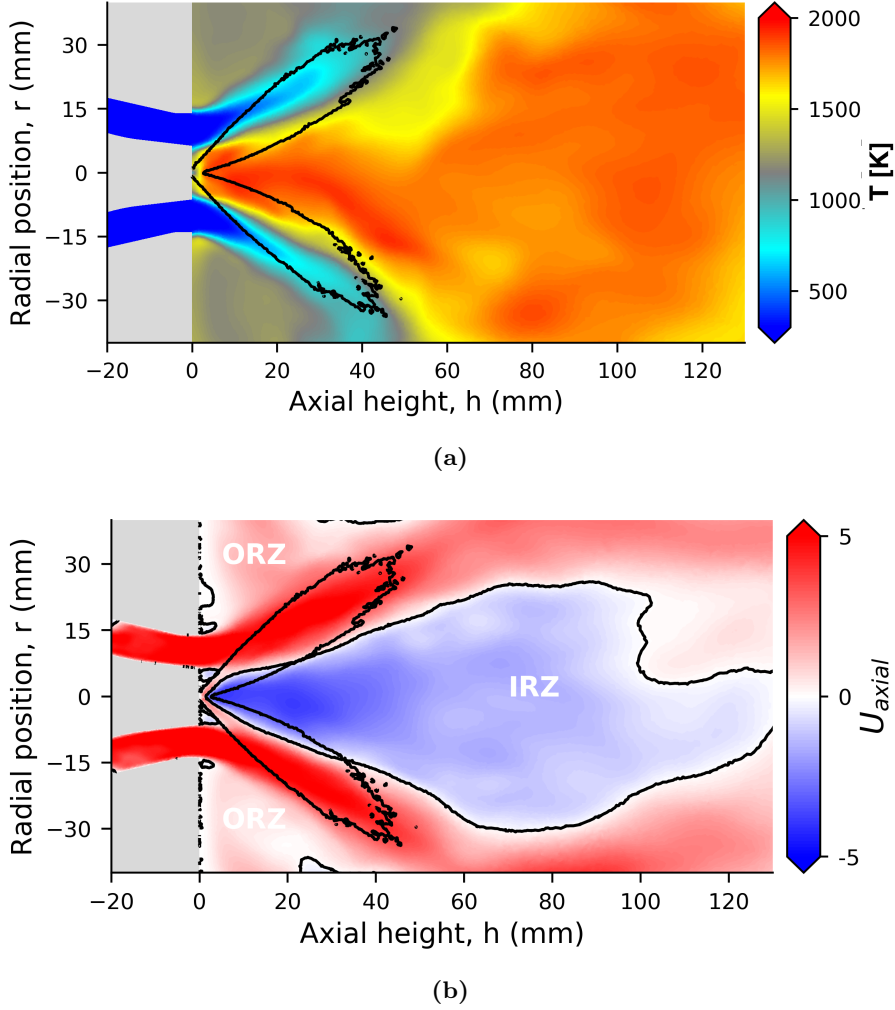 30
15
0
−15
−30
Radial position, r (mm)
−20 0 20 40 60 80 100 120
Axial height, h (mm)
2000
1500
1000
500
T [K]
(a)
30
15
0
−15
−30
Radial position, r (mm)
ORZ
IRZ
ORZ
−20 0 20 40 60 80 100 120
Axial height, h (mm)
5
0
-5
Uaxial
(b)